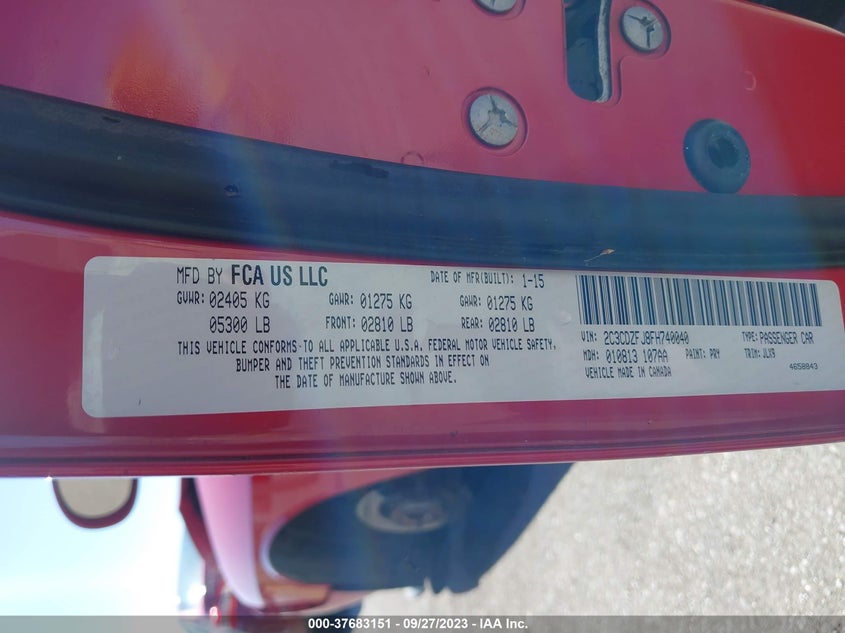 MFD BY FCA US LLC DATE OF MFR(BUILT): 1-15
GVWR: 02405 KG GAWR: 01275 KG GAWR: 01275 KG
05300 LB FRONT: 02810 LB REAR: 02810 LB
THIS VEHICLE CONFORMS TO ALL APPLICABLE U.S.A. FEDERAL MOTOR VEHICLE SAFETY,
BUMPER AND THEFT PREVENTION STANDARDS IN EFFECT ON
THE DATE OF MANUFACTURE SHOWN ABOVE.
VIN: 2C3CDZFJ8FH740040 TYPE: PASSENGER CAR
MDH: 010813 107AA PAINT: PRY TRIM: JLX9
VEHICLE MADE IN CANADA 4658843
000-37683151 - 09/27/2023 - IAA Inc.